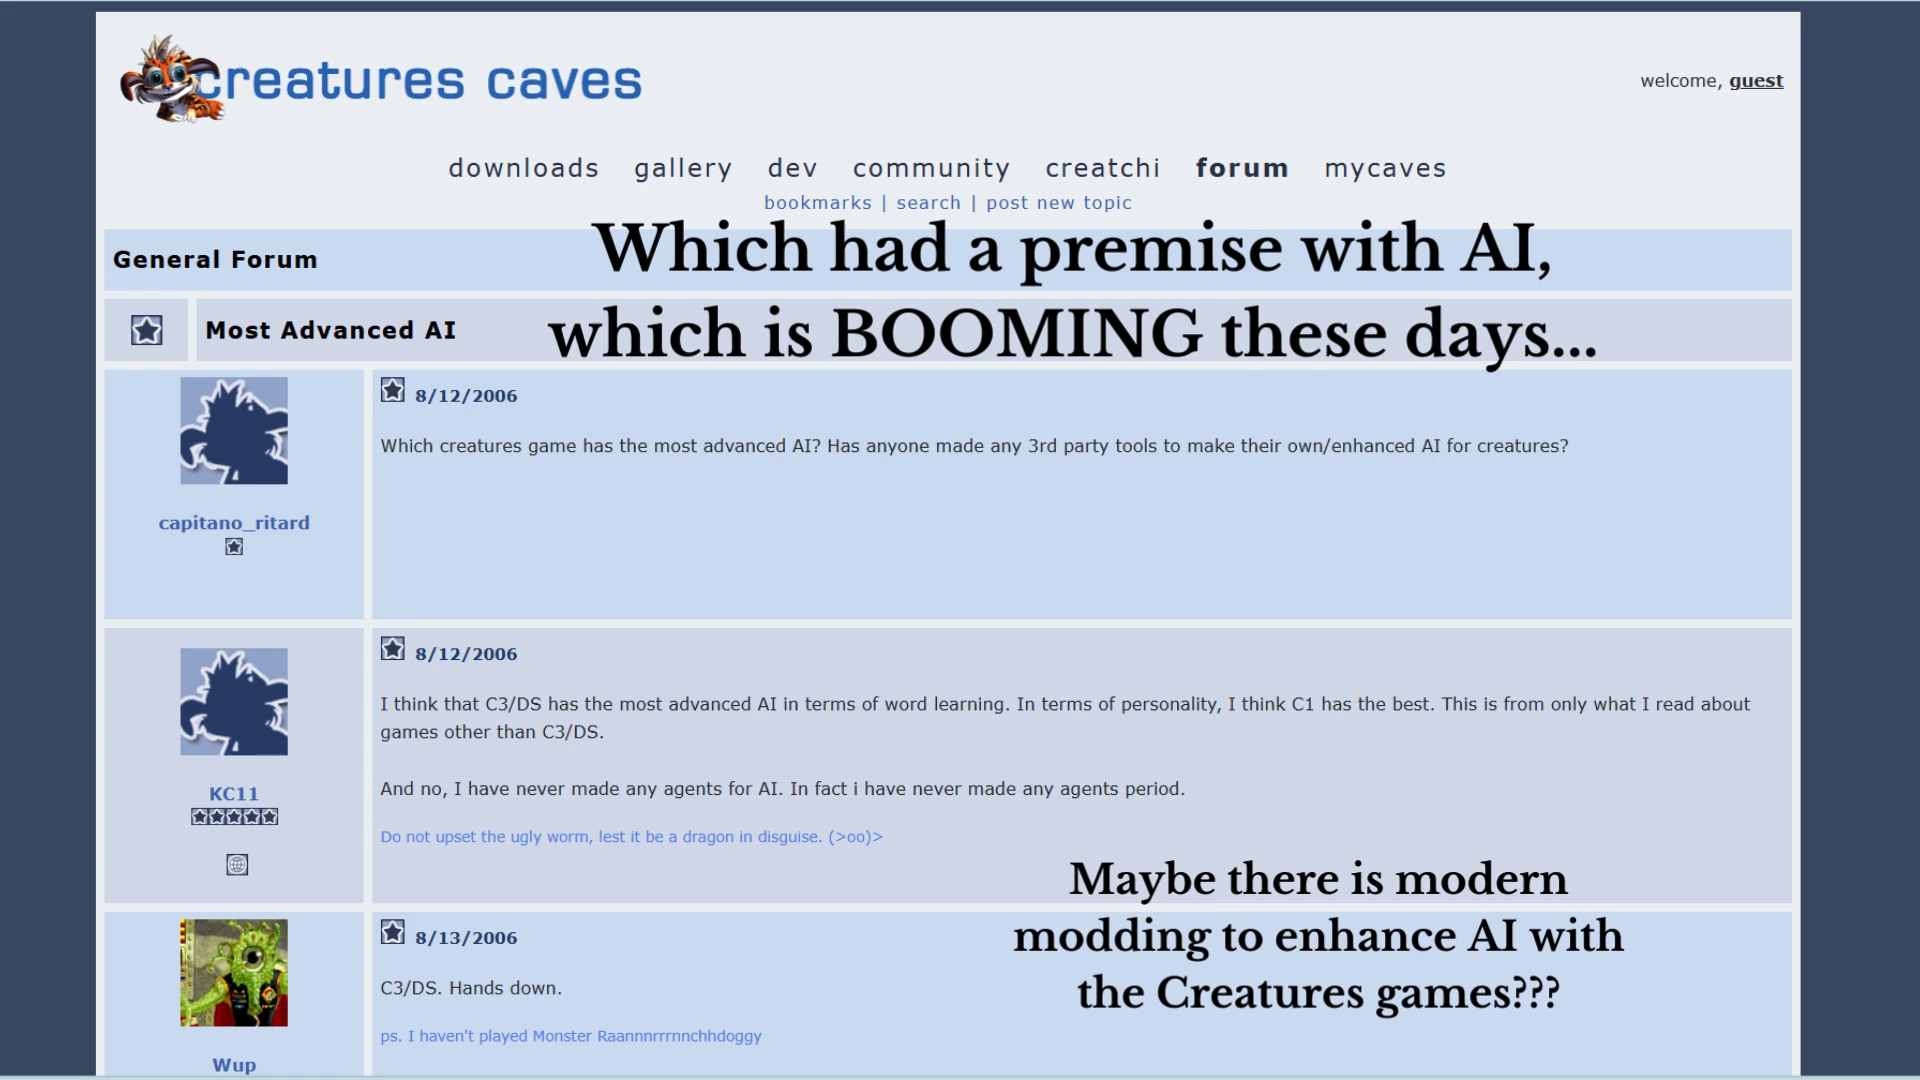 creatures caves
welcome, guest
downloads gallery dev community creatchi forum mycaves
bookmarks | search | post new topic
Which had a premise with AI,
which is BOOMING these days...
General Forum
Most Advanced AI
capitano_ritard
8/12/2006
Which creatures game has the most advanced AI? Has anyone made any 3rd party tools to make their own/enhanced AI for creatures?
KC11
8/12/2006
I think that C3/DS has the most advanced AI in terms of word learning. In terms of personality, I think C1 has the best. This is from only what I read about
games other than C3/DS.
And no, I have never made any agents for AI. In fact i have never made any agents period.
Do not upset the ugly worm, lest it be a dragon in disguise. (>oo)>
Maybe there is modern
modding to enhance AI with
the Creatures games???
Wup
8/13/2006
C3/DS. Hands down.
ps. I haven't played Monster Raannnrrrnnchhdoggy